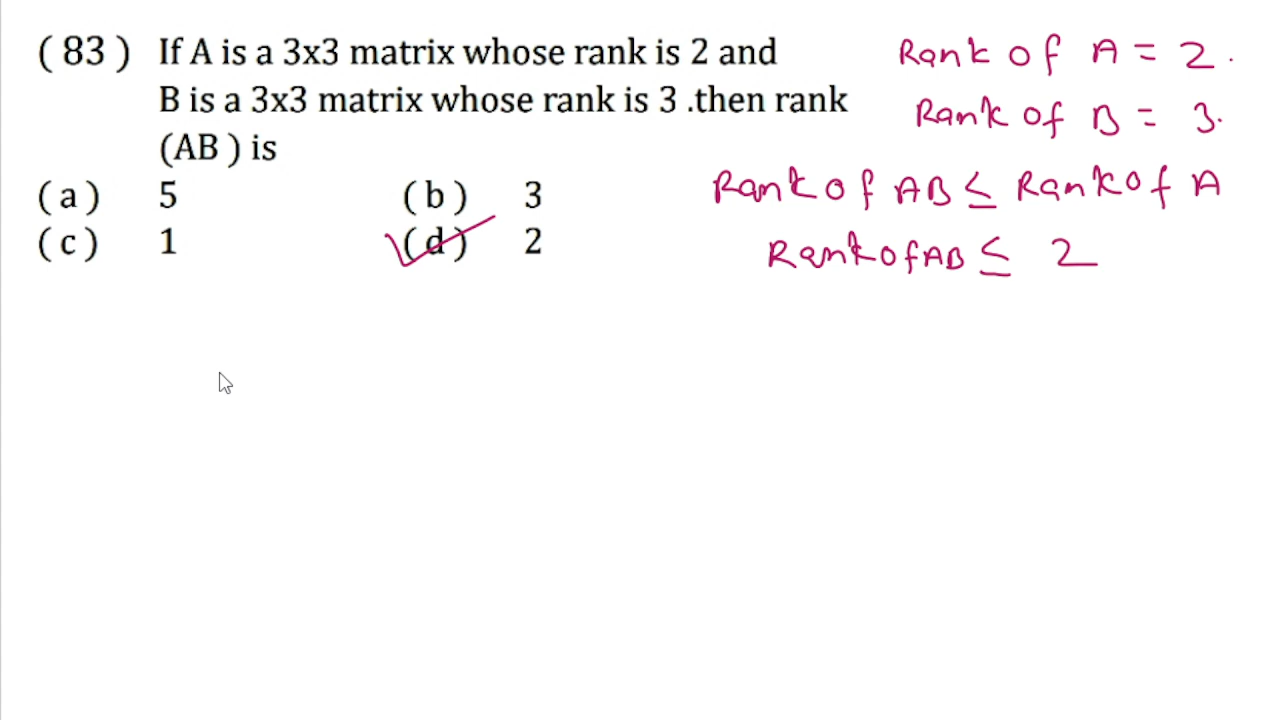 ( 83 ) If A is a 3x3 matrix whose rank is 2 and
B is a 3x3 matrix whose rank is 3 .then rank
(AB ) is
( a ) 5 ( b ) 3
( c ) 1 ( d ) 2
Rank of A = 2.
Rank of B = 3.
Rank of AB ≤ Rank of A
Rank of AB ≤ 2